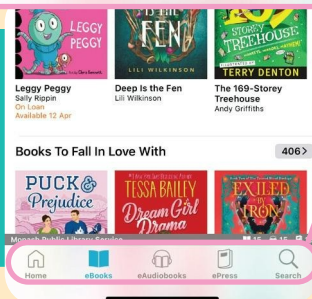 LEGGY
PEGGY
IS THE
FEN
LILI WILKINSON
STOREY
TREEHOUSE
TERRY DENTON
Leggy Peggy
Sally Rippin
On Loan
Available 12 Apr
Deep Is the Fen
Lili Wilkinson
The 169-Storey
Treehouse
Andy Griffiths
Books To Fall In Love With
406>
PUCK &
Prejudice
TESSA BAILEY
Dream Girl
Drama
EXILED
BY
IRON
Monash Public Library Service
15
15
Home
eBooks
eAudiobooks
ePress
Search